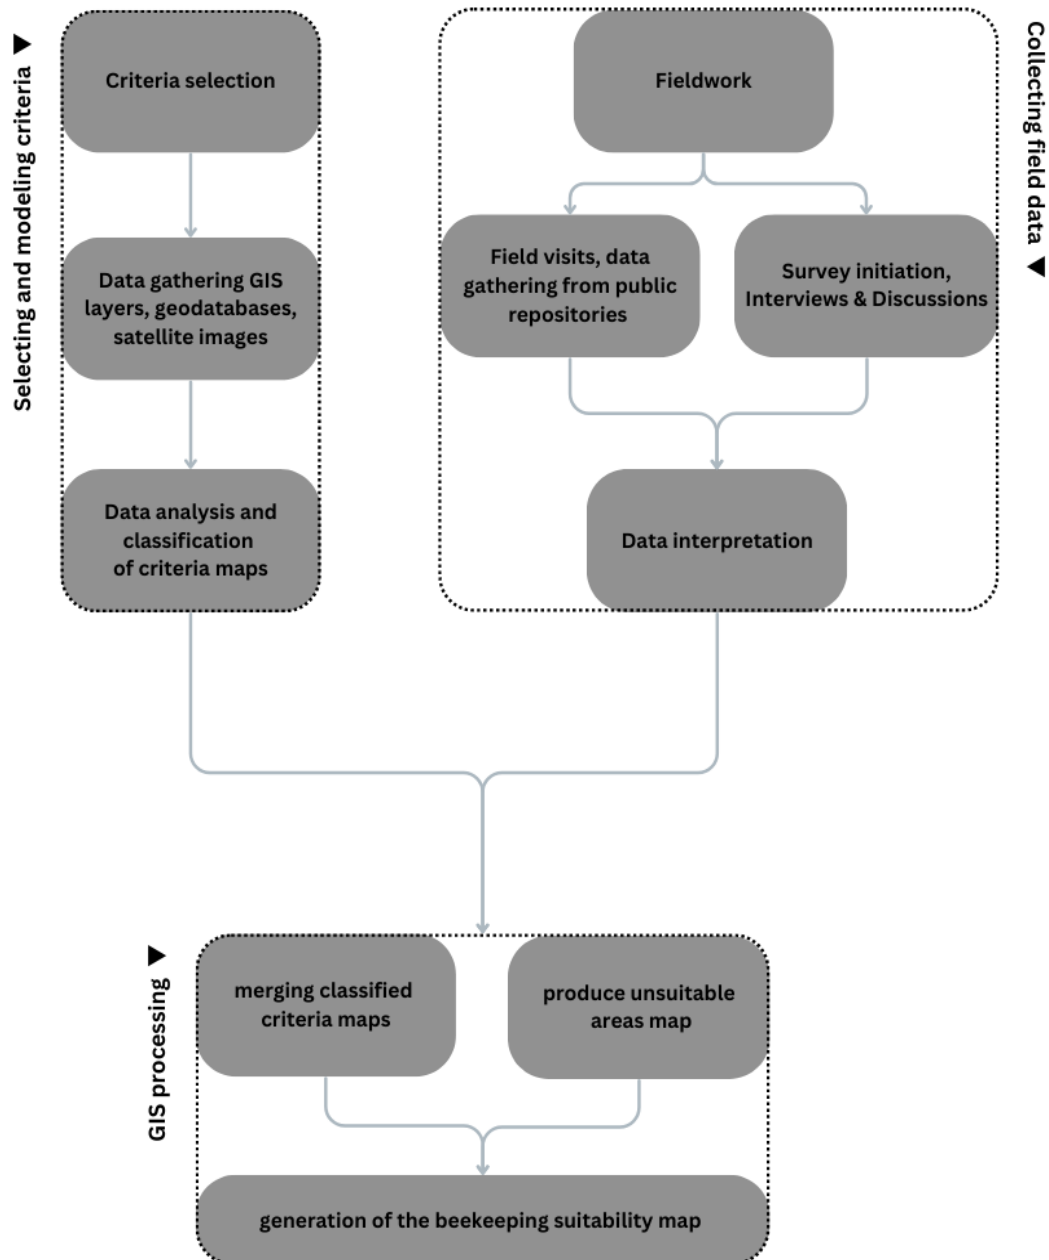 Selecting and modeling criteria ▼
Criteria selection
Data gathering GIS
layers, geodatabases,
satellite images
Data analysis and
classification
of criteria maps
Collecting field data ▼
Fieldwork
Field visits, data
gathering from public
repositories
Survey initiation,
Interviews & Discussions
Data interpretation
GIS processing ▼
merging classified
criteria maps
produce unsuitable
areas map
generation of the beekeeping suitability map